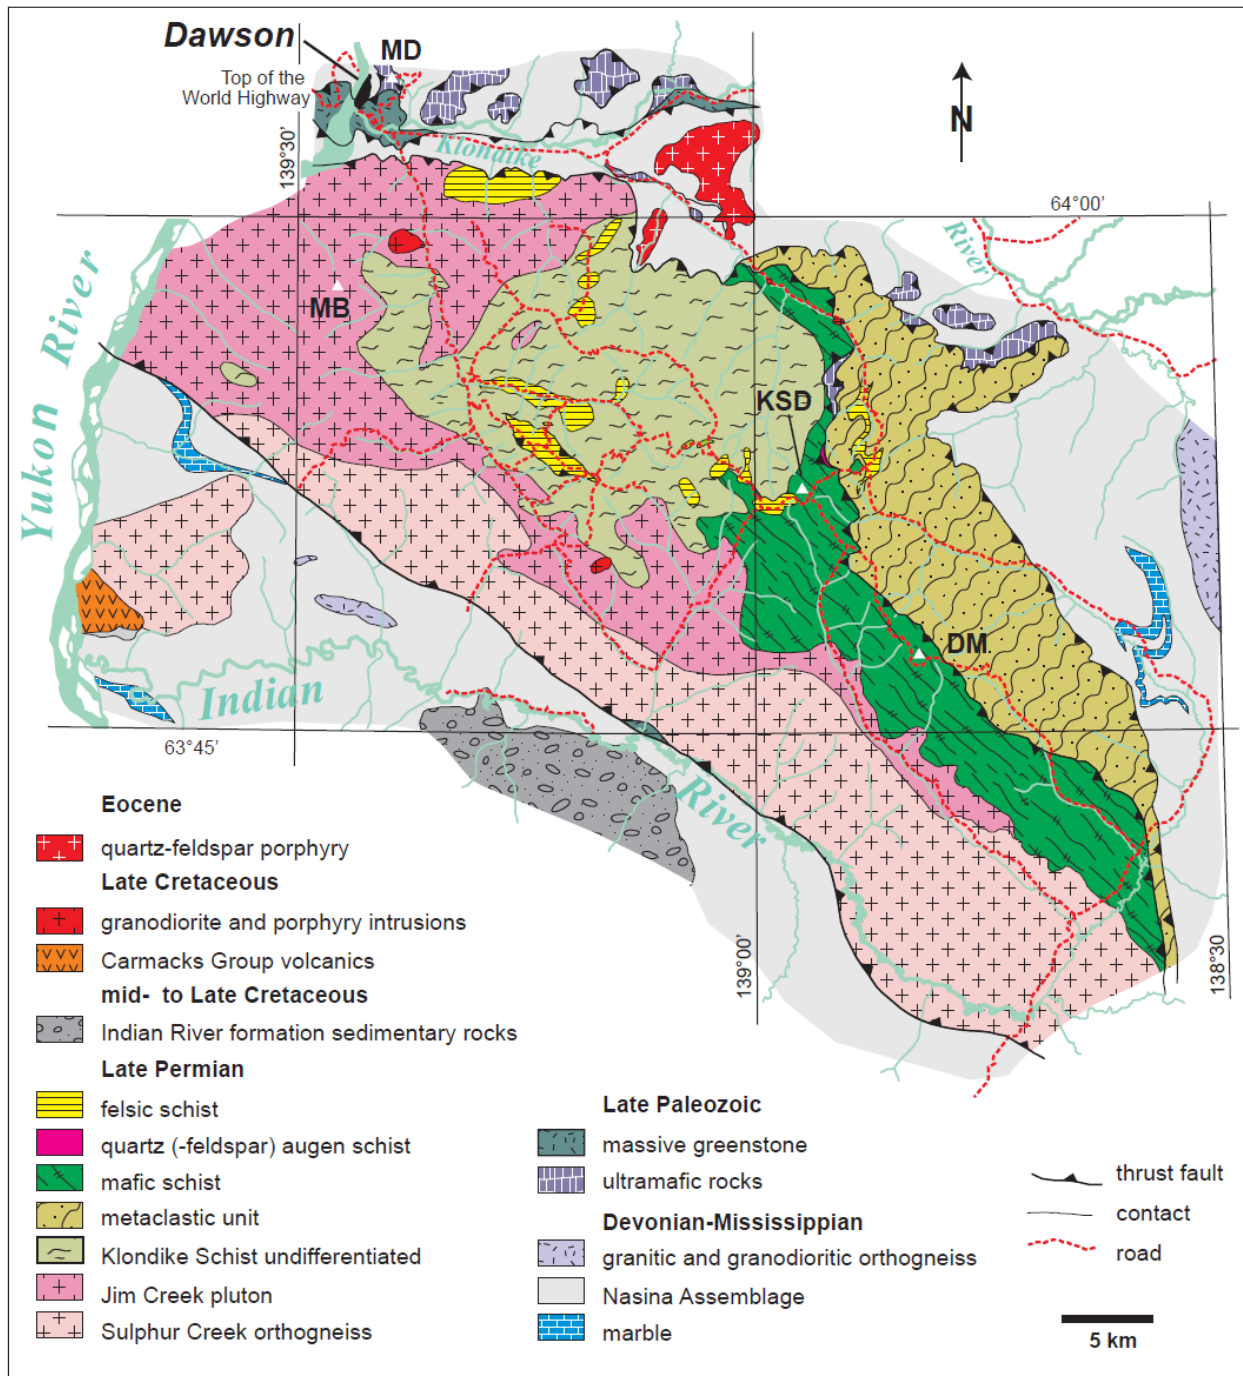 Dawson
MD
Top of the
World Highway
N
Klondike
139°30'
64°00'
River
MB
KSD
Yukon River
DM
Indian
River
63°45'
139°00'
138°30'
Eocene
quartz-feldspar porphyry
Late Cretaceous
granodiorite and porphyry intrusions
Carmacks Group volcanics
mid- to Late Cretaceous
Indian River formation sedimentary rocks
Late Permian
felsic schist
quartz (-feldspar) augen schist
mafic schist
metaclastic unit
Klondike Schist undifferentiated
Jim Creek pluton
Sulphur Creek orthogneiss
Late Paleozoic
massive greenstone
ultramafic rocks
Devonian-Mississippian
granitic and granodioritic orthogneiss
Nasina Assemblage
marble
thrust fault
contact
road
5 km